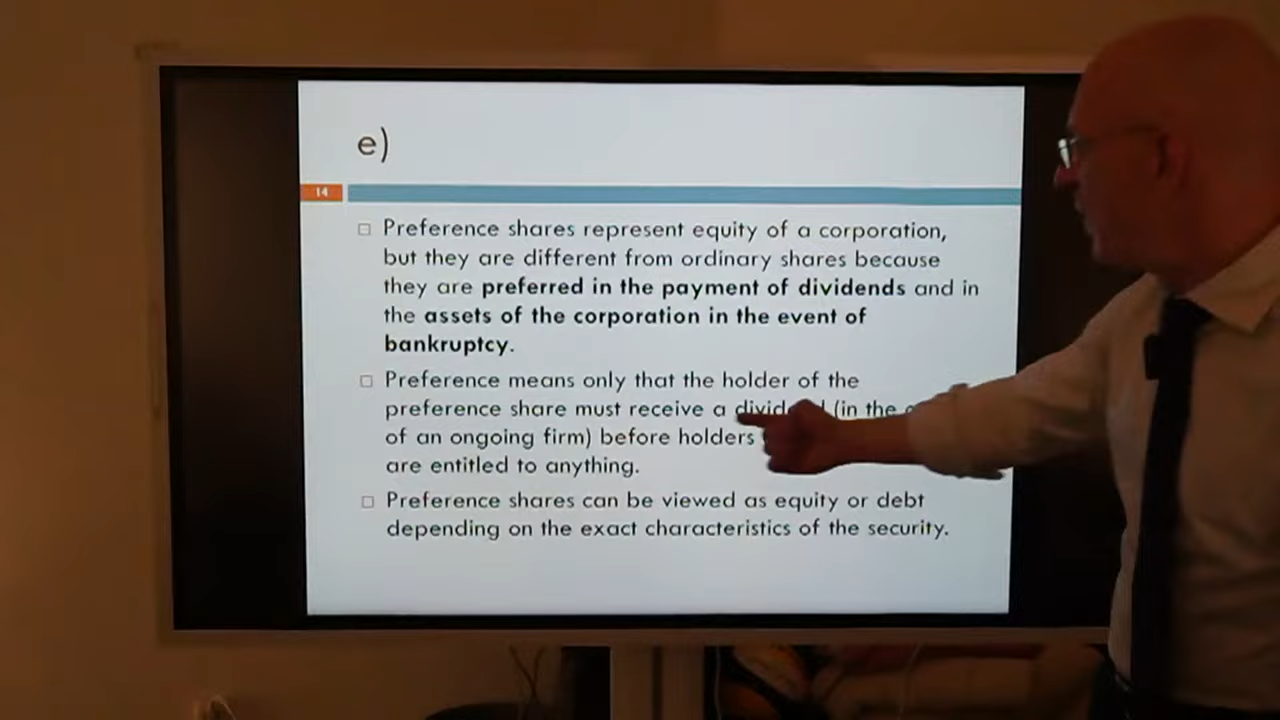 e)
14
Preference shares represent equity of a corporation,
but they are different from ordinary shares because
they are preferred in the payment of dividends and in
the assets of the corporation in the event of
bankruptcy.
Preference means only that the holder of the
preference share must receive a (in the
of an ongoing firm) before holders
are entitled to anything.
Preference shares can be viewed as equity or debt
depending on the exact characteristics of the security.